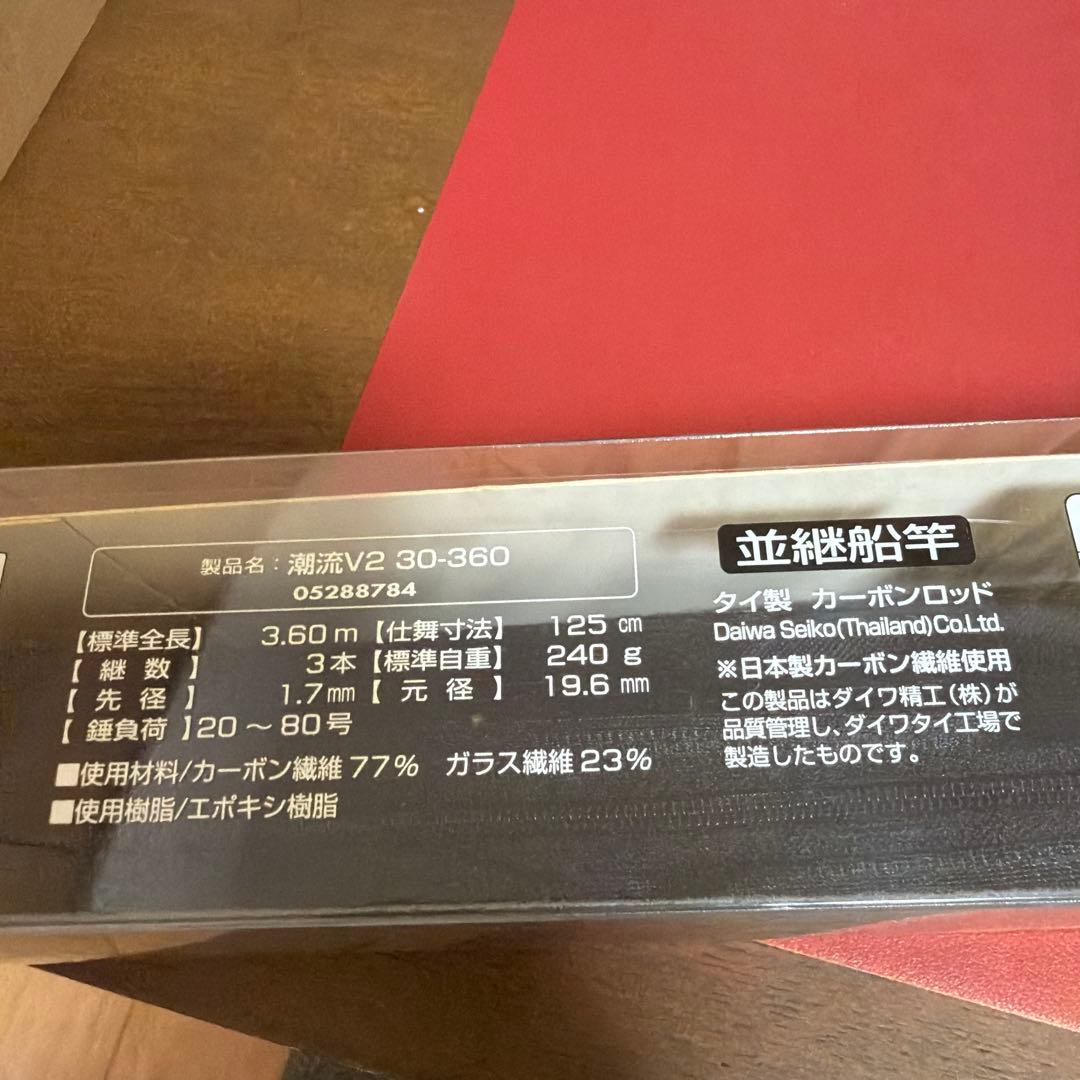 製品名：潮流V2 30-360
05288784
【標準全長】 3.60m 【仕舞寸法】 125cm
【継数】 3本 【標準自重】 240g
【先径】 1.7mm 【元径】 19.6mm
【錘負荷】20～80号
■使用材料/カーボン繊維77% ガラス繊維23%
■使用樹脂/エポキシ樹脂
並継船竿
タイ製 カーボンロッド
Daiwa Seiko(Thailand)Co.Ltd.
※日本製カーボン繊維使用
この製品はダイワ精工(株)が
品質管理し、ダイワタイ工場で
製造したものです。